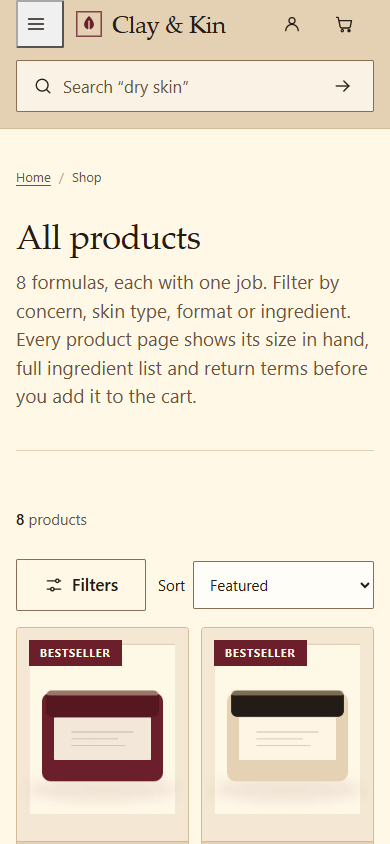 Clay & Kin
Search “dry skin”
Home / Shop
All products
8 formulas, each with one job. Filter by
concern, skin type, format or ingredient.
Every product page shows its size in hand,
full ingredient list and return terms before
you add it to the cart.
8 products
Filters
Sort
Featured
BESTSELLER
BESTSELLER